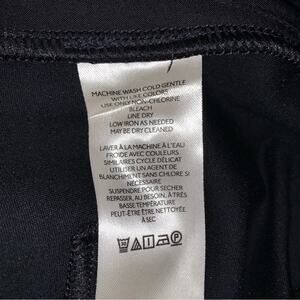 MACHINE WASH COLD GENTLE
WITH LIKE COLORS
USE ONLY NON-CHLORINE
BLEACH
LINE DRY
LOW IRON AS NEEDED
MAY BE DRY CLEANED
LAVER À LA MACHINE À L'EAU
FROIDE AVEC COULEURS
SIMILAIRES CYCLE DÉLICAT
UTILISER UN AGENT DE
BLANCHIMENT SANS CHLORE SI
NÉCESSAIRE
SUSPENDRE POUR SÉCHER
REPASSER, AU BESOIN, À TRÈS
BASSE TEMPÉRATURE
PEUT-ÊTRE ÊTRE NETTOYÉE
À SEC